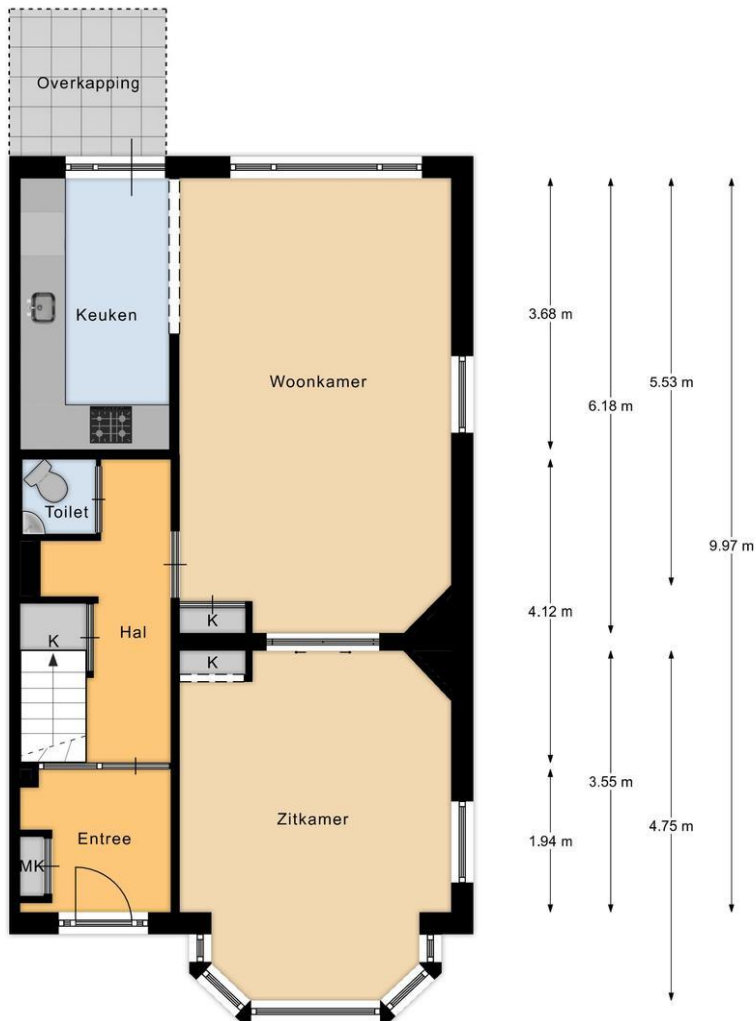 Overkapping
Keuken
Woonkamer
Toilet
K
Hal
K
K
Zitkamer
Entree
MK
3.68 m
5.53 m
6.18 m
9.97 m
4.12 m
3.55 m
4.75 m
1.94 m